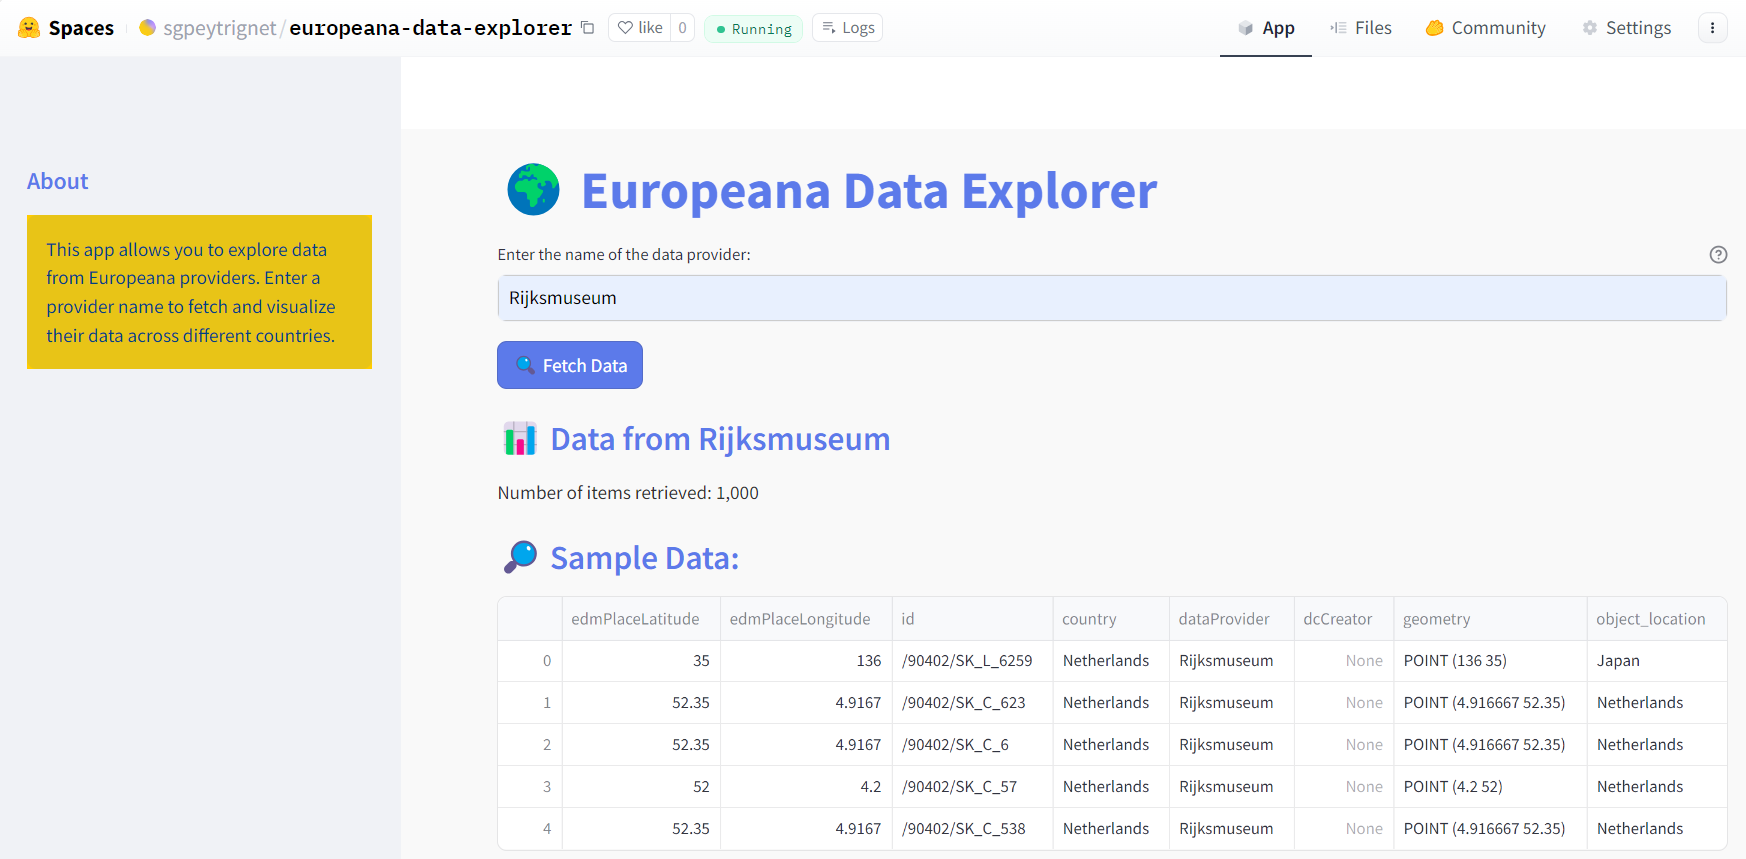 Spaces sgpeytrignet/europeana-data-explorer like 0 Running Logs App Files Community Settings
About
This app allows you to explore data
from Europeana providers. Enter a
provider name to fetch and visualize
their data across different countries.
Europeana Data Explorer
Enter the name of the data provider:
Rijksmuseum
Fetch Data
Data from Rijksmuseum
Number of items retrieved: 1,000
Sample Data:
edmPlaceLatitude edmPlaceLongitude id country dataProvider dcCreator geometry object_location
0 35 136 /90402/SK_L_6259 Netherlands Rijksmuseum None POINT (136 35) Japan
1 52.35 4.9167 /90402/SK_C_623 Netherlands Rijksmuseum None POINT (4.916667 52.35) Netherlands
2 52.35 4.9167 /90402/SK_C_6 Netherlands Rijksmuseum None POINT (4.916667 52.35) Netherlands
3 52 4.2 /90402/SK_C_57 Netherlands Rijksmuseum None POINT (4.2 52) Netherlands
4 52.35 4.9167 /90402/SK_C_538 Netherlands Rijksmuseum None POINT (4.916667 52.35) Netherlands